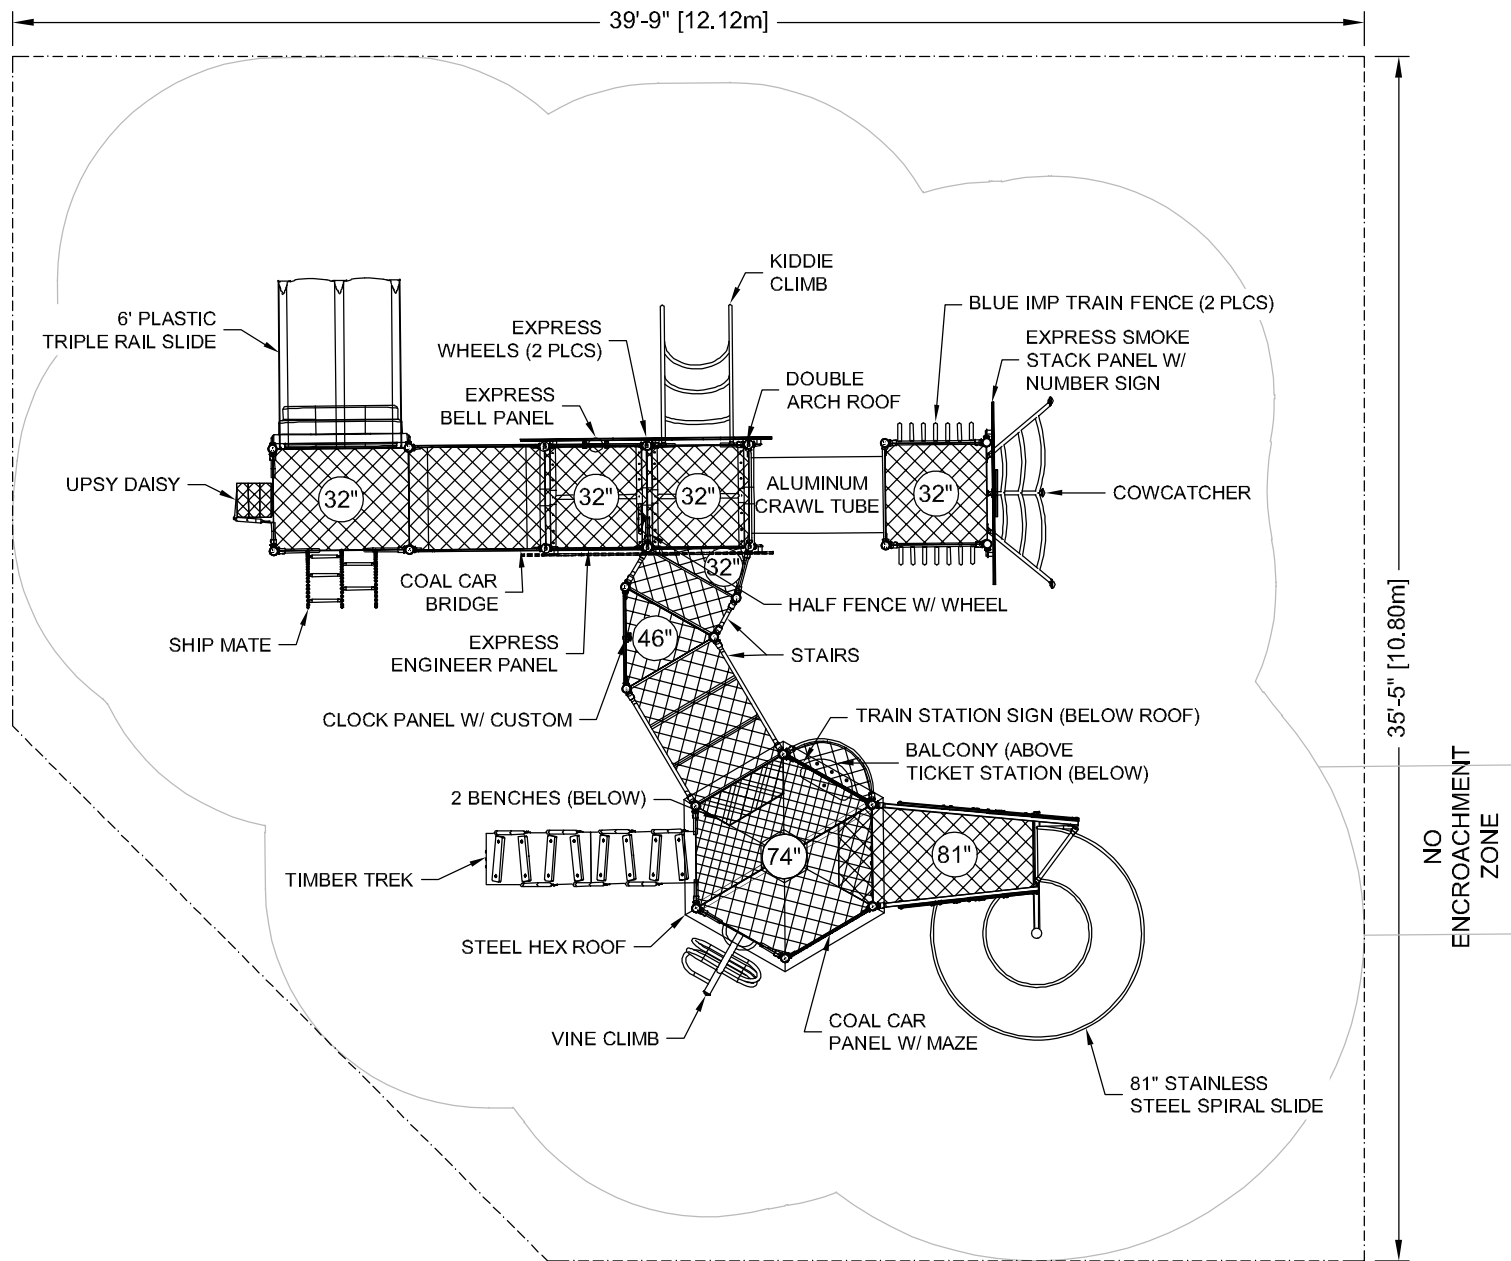 39'-9" [12.12m]
KIDDIE
CLIMB
6' PLASTIC
TRIPLE RAIL SLIDE
EXPRESS
WHEELS (2 PLCS)
BLUE IMP TRAIN FENCE (2 PLCS)
EXPRESS SMOKE
STACK PANEL W/
NUMBER SIGN
EXPRESS
BELL PANEL
DOUBLE
ARCH ROOF
UPSY DAISY
32"
32"
32"
ALUMINUM
CRAWL TUBE
32"
COWCATCHER
32"
COAL CAR
BRIDGE
HALF FENCE W/ WHEEL
SHIP MATE
EXPRESS
ENGINEER PANEL
46"
STAIRS
35'-5" [10.80m]
CLOCK PANEL W/ CUSTOM
TRAIN STATION SIGN (BELOW ROOF)
BALCONY (ABOVE
TICKET STATION (BELOW)
2 BENCHES (BELOW)
NO
ENCROACHMENT
ZONE
TIMBER TREK
74"
81"
STEEL HEX ROOF
VINE CLIMB
COAL CAR
PANEL W/ MAZE
81" STAINLESS
STEEL SPIRAL SLIDE